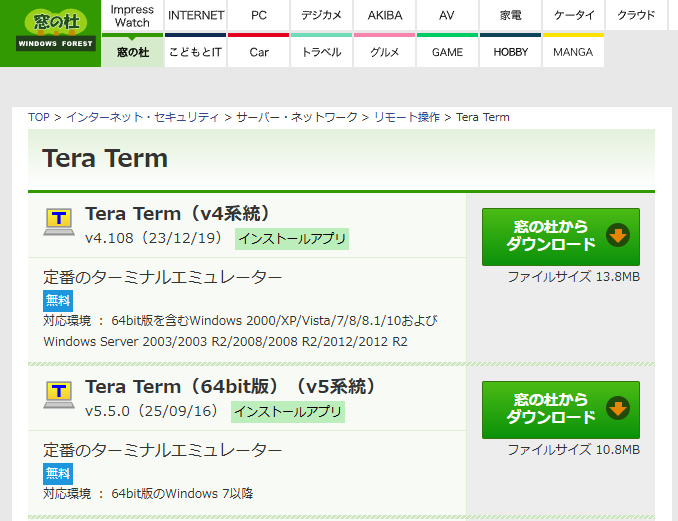 窓の杜
WINDOWS FOREST
Impress
Watch
INTERNET
PC
デジカメ
AKIBA
AV
家電
ケータイ
クラウド
窓の杜
こどもとIT
Car
トラベル
グルメ
GAME
HOBBY
MANGA
TOP > インターネット・セキュリティ > サーバー・ネットワーク > リモート操作 > Tera Term
Tera Term
Tera Term（v4系統）
v4.108（23/12/19） インストールアプリ
窓の杜から
ダウンロード
ファイルサイズ 13.8MB
定番のターミナルエミュレーター
無料
対応環境 ： 64bit版を含むWindows 2000/XP/Vista/7/8/8.1/10および
Windows Server 2003/2003 R2/2008/2008 R2/2012/2012 R2
Tera Term（64bit版）（v5系統）
v5.5.0（25/09/16） インストールアプリ
窓の杜から
ダウンロード
ファイルサイズ 10.8MB
定番のターミナルエミュレーター
無料
対応環境 ： 64bit版のWindows 7以降